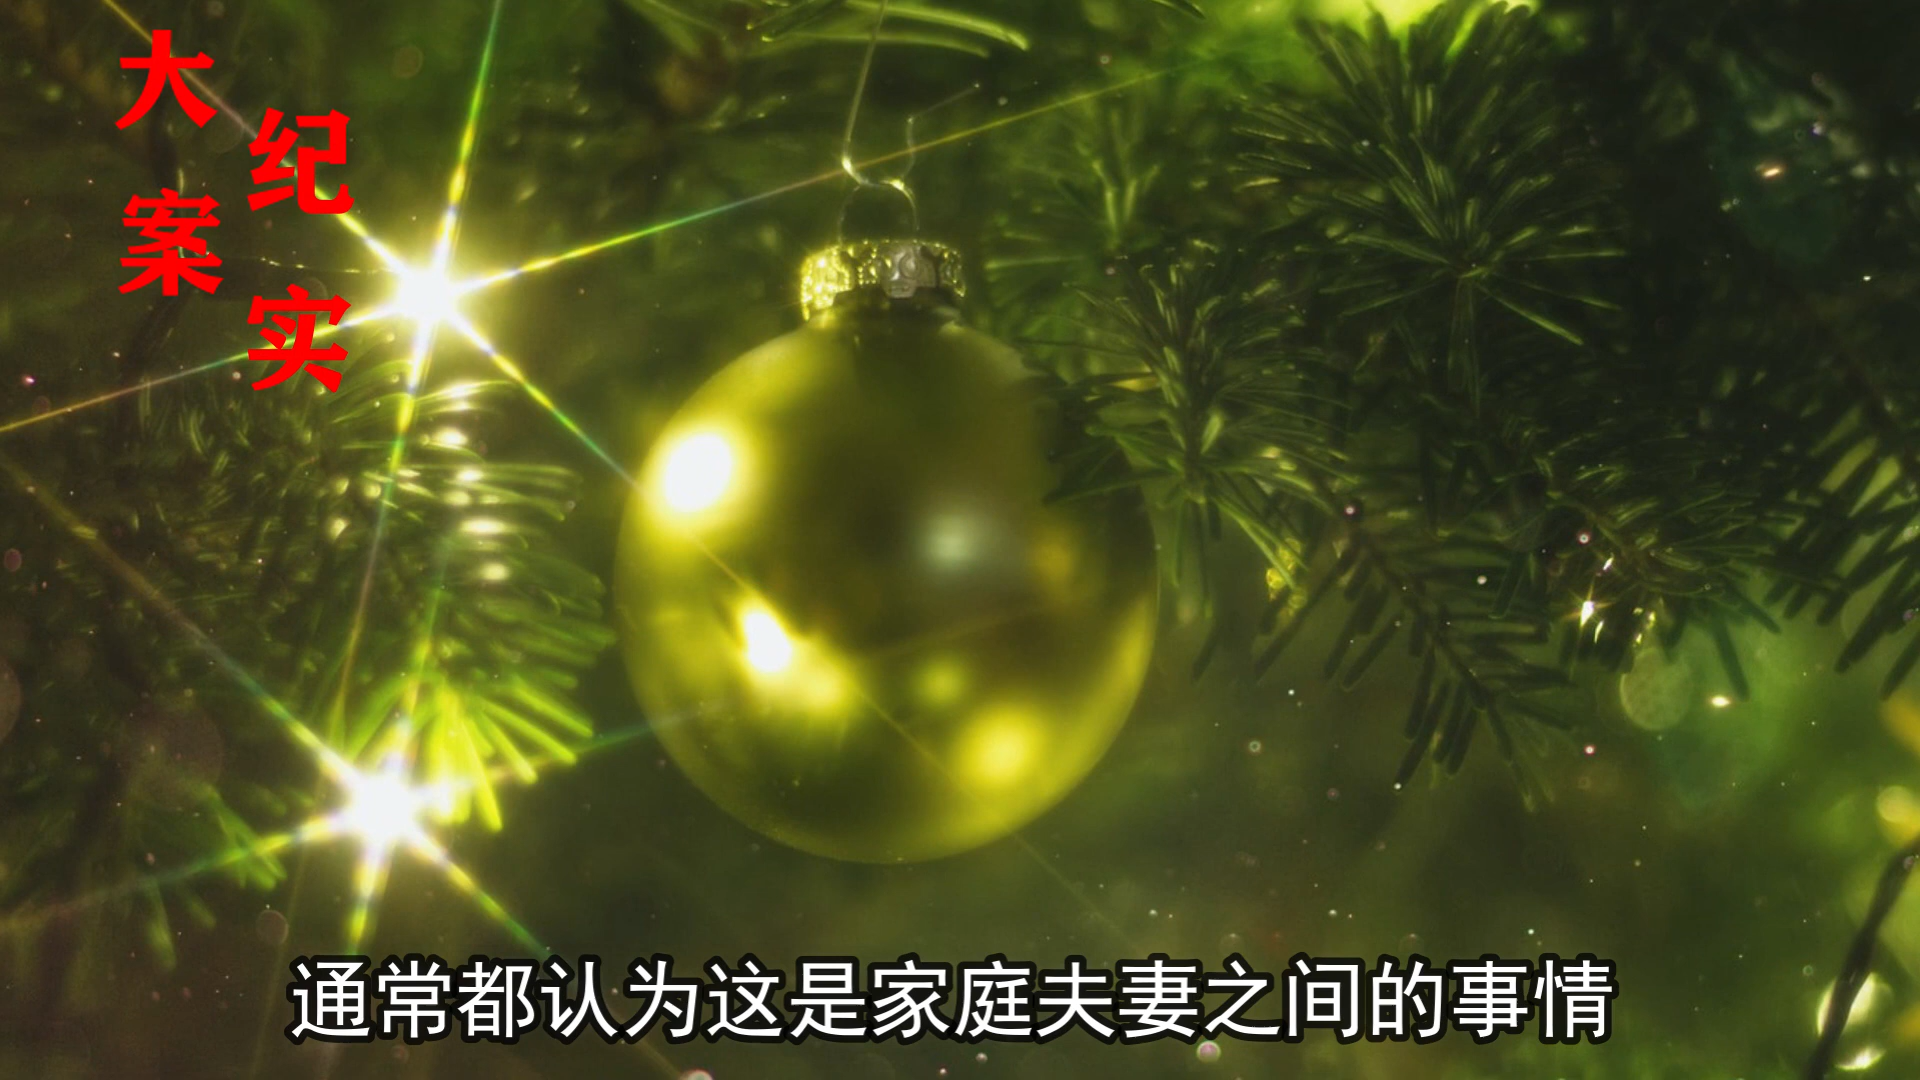 大案
纪实
通常都认为这是家庭夫妻之间的事情